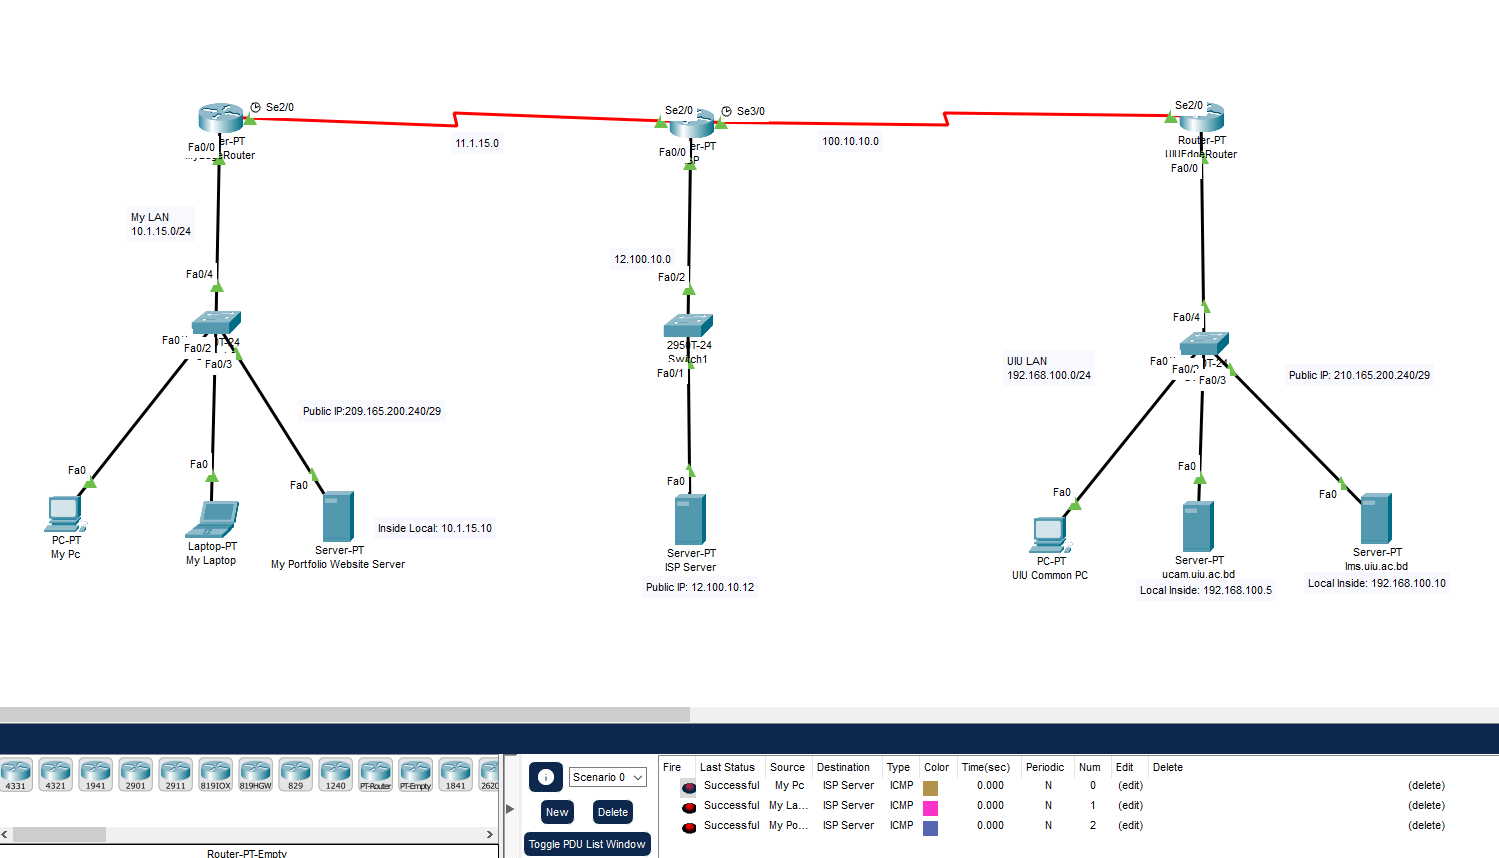 Se2/0
11.1.15.0
Se2/0
Se3/0
100.10.10.0
Se2/0
er-PT
Router
Fa0/0
er-PT
Fa0/0
Router-PT
UIUEdgeRouter
Fa0/0
My LAN
10.1.15.0/24
Fa0/4
12.100.10.0
Fa0/2
Fa0/4
Fa0/2
Fa0/3
2950T-24
Switch1
Fa0/1
UIU LAN
192.168.100.0/24
Fa0/3
Public IP: 210.165.200.240/29
Public IP:209.165.200.240/29
Fa0
Fa0
Fa0
Fa0
Fa0
Fa0
Fa0
PC-PT
My Pc
Laptop-PT
My Laptop
Server-PT
My Portfolio Website Server
Inside Local: 10.1.15.10
Server-PT
ISP Server
Public IP: 12.100.10.12
PC-PT
UIU Common PC
Server-PT
ucam.uiu.ac.bd
Local Inside: 192.168.100.5
Server-PT
lms.uiu.ac.bd
Local Inside: 192.168.100.10
4331 4321 1941 2901 2911 819IOX 819HGW 829 1240 PT-Router PT-Empty 1841 2620
Router-PT-Empty
Scenario 0
New Delete
Toggle PDU List Window
Fire Last Status Source Destination Type Color Time(sec) Periodic Num Edit Delete
Successful My Pc ISP Server ICMP 0.000 N 0 (edit) (delete)
Successful My La... ISP Server ICMP 0.000 N 1 (edit) (delete)
Successful My Po... ISP Server ICMP 0.000 N 2 (edit) (delete)